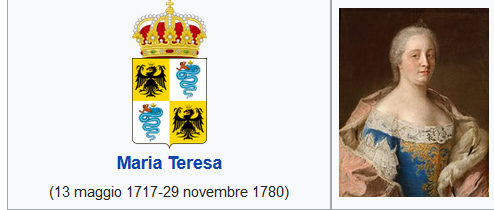 Maria Teresa
(13 maggio 1717-29 novembre 1780)